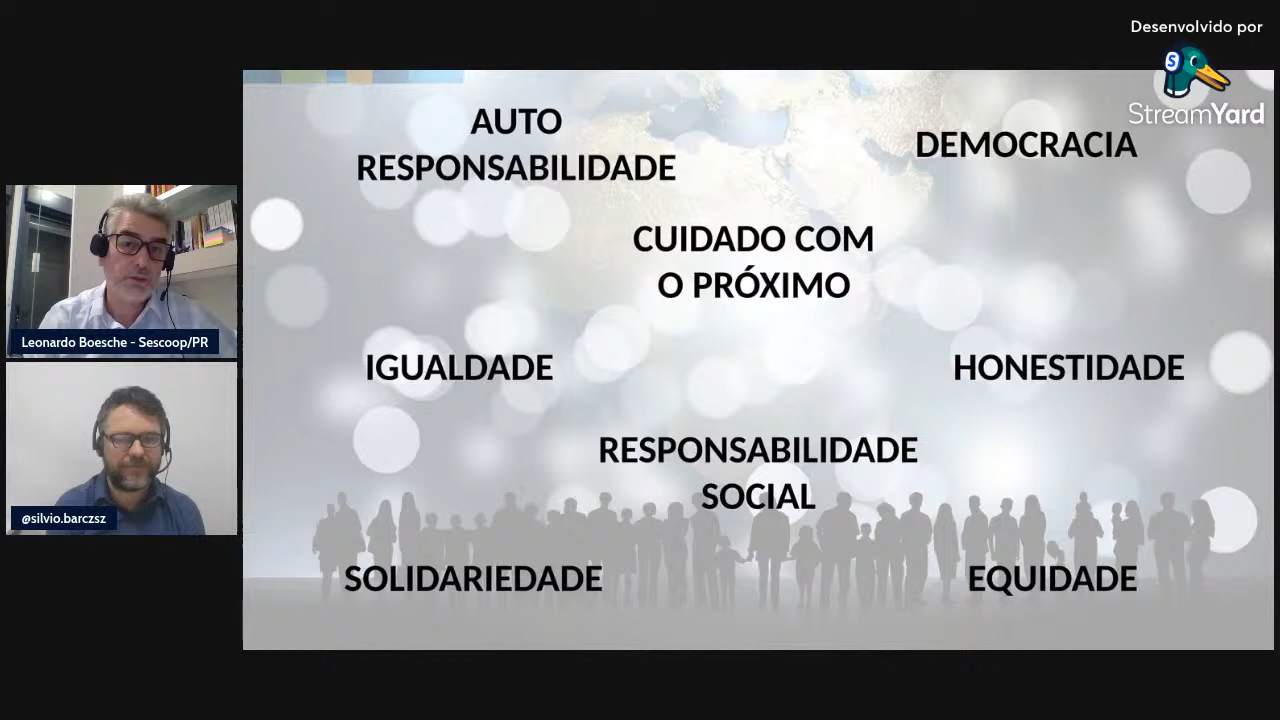 Desenvolvido por
StreamYard
AUTO
RESPONSABILIDADE
DEMOCRACIA
CUIDADO COM
O PRÓXIMO
IGUALDADE
HONESTIDADE
RESPONSABILIDADE
SOCIAL
SOLIDARIEDADE
EQUIDADE
Leonardo Boesche - Sescoop/PR
@silvio.barczsz